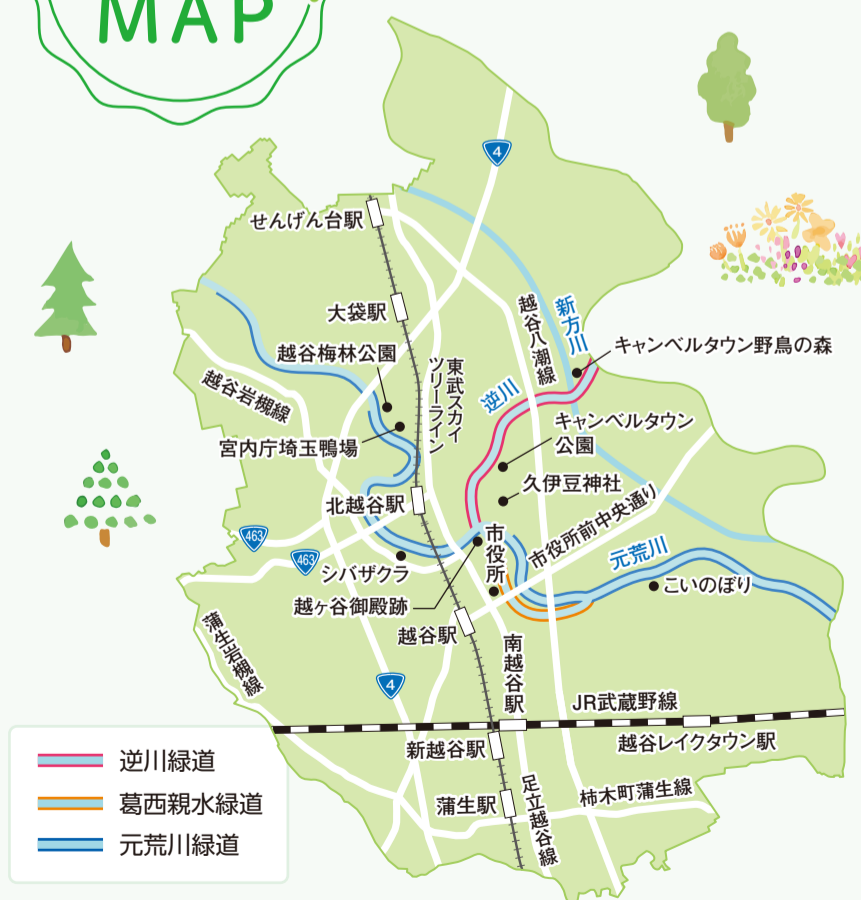 MAP
4
せんげん台駅
大袋駅
越谷八潮線
新方川
キャンベルタウン野鳥の森
越谷梅林公園
東武スカイ
ツリーライン
越谷岩槻線
逆川
キャンベルタウン
公園
宮内庁埼玉鴨場
久伊豆神社
北越谷駅
市役所前中央通り
463
463
市役所
元荒川
シバザクラ
こいのぼり
越ヶ谷御殿跡
越谷駅
蒲生岩槻線
南越谷駅
4
JR武蔵野線
新越谷駅
越谷レイクタウン駅
蒲生駅
足立越谷線
柿木町蒲生線
逆川緑道
葛西親水緑道
元荒川緑道